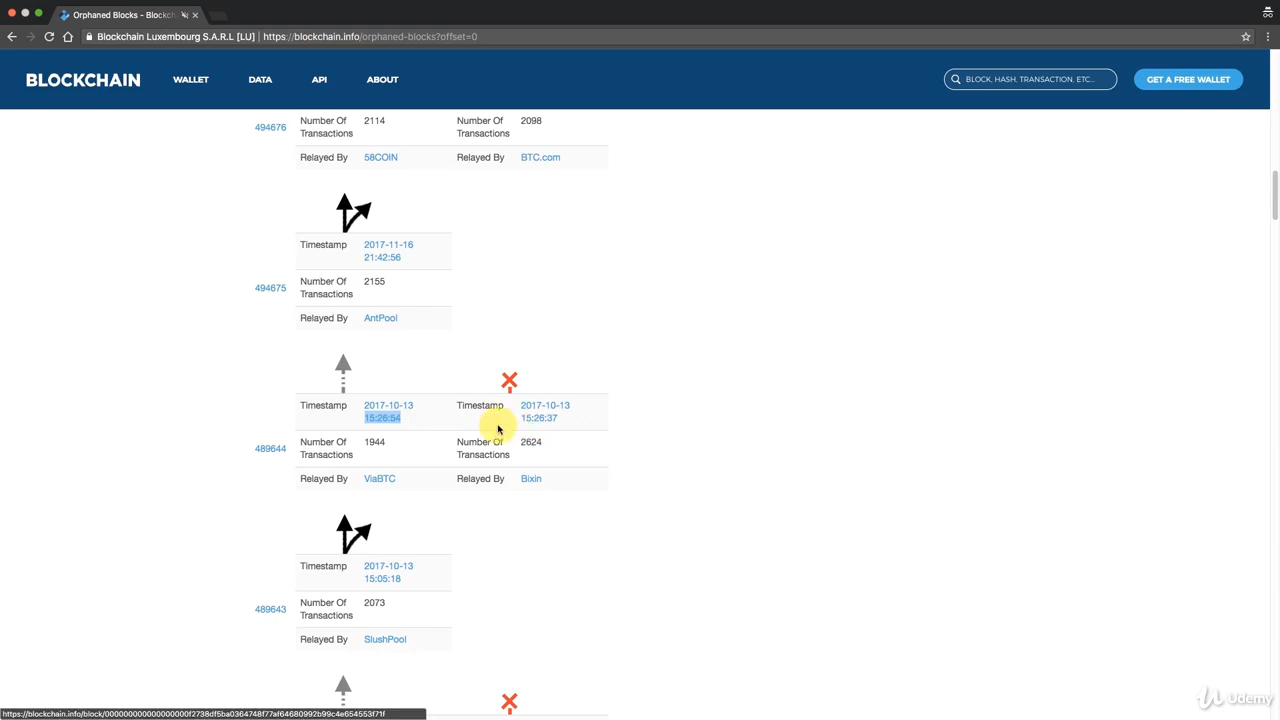 Orphaned Blocks - Blockch
Blockchain Luxembourg S.A.R.L [LU] | https://blockchain.info/orphaned-blocks?offset=0
BLOCKCHAIN WALLET DATA API ABOUT BLOCK, HASH, TRANSACTION, ETC... GET A FREE WALLET
494676 Number Of Transactions 2114 Number Of Transactions 2098
Relayed By 58COIN Relayed By BTC.com
Timestamp 2017-11-16 21:42:56
494675 Number Of Transactions 2155
Relayed By AntPool
Timestamp 2017-10-13 15:26:54 Timestamp 2017-10-13 15:26:37
489644 Number Of Transactions 1944 Number Of Transactions 2624
Relayed By ViaBTC Relayed By Bixin
Timestamp 2017-10-13 15:05:18
489643 Number Of Transactions 2073
Relayed By SlushPool
Udemy